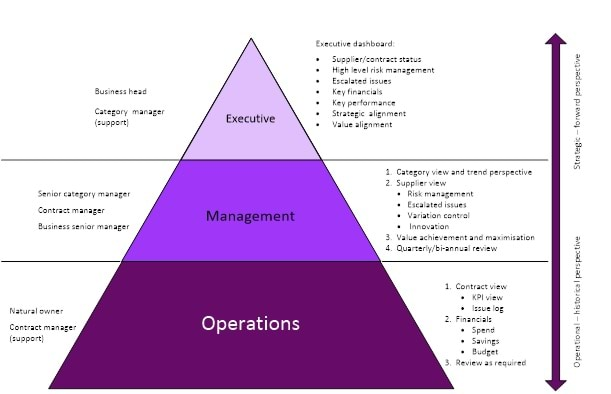 Executive dashboard:
• Supplier/contract status
• High level risk management
• Escalated issues
• Key financials
• Key performance
• Strategic alignment
• Value alignment
Business head
Category manager
(support)
Executive
Strategic – forward perspective
Senior category manager
Contract manager
Business senior manager
Management
1. Category view and trend perspective
2. Supplier view
• Risk management
• Escalated issues
• Variation control
• Innovation
3. Value achievement and maximisation
4. Quarterly/bi-annual review
Natural owner
Contract manager
(support)
Operations
1. Contract view
• KPI view
• Issue log
2. Financials
• Spend
• Savings
• Budget
3. Review as required
Operational – historical perspective